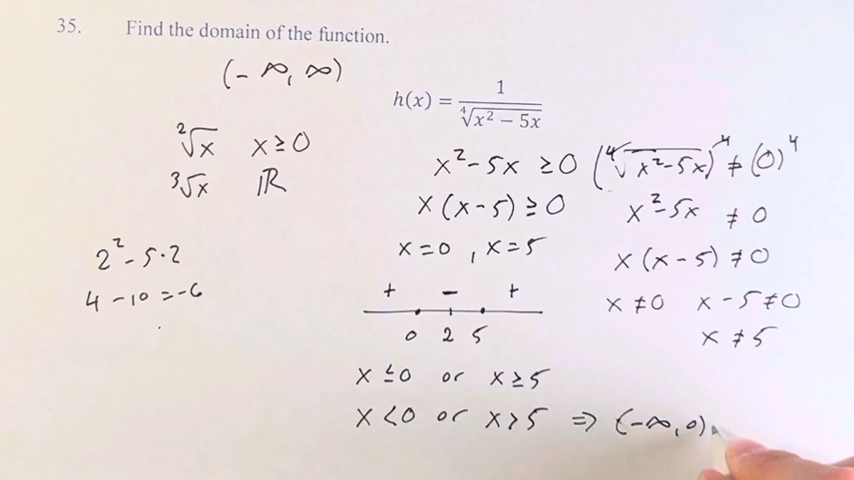 35. Find the domain of the function.
(-∞, ∞)
h(x) = 1/∜(x² − 5x)
²√x x≥0
³√x ℝ
2² - 5·2
4 - 10 = -6
x² - 5x ≥ 0
x(x-5) ≥ 0
x = 0, x = 5
+ − +
0 2 5
x ≤ 0 or x ≥ 5
x < 0 or x > 5 ⇒ (-∞, 0)
(∜(x² - 5x))⁴ ≠ (0)⁴
x² - 5x ≠ 0
x(x - 5) ≠ 0
x ≠ 0 x - 5 ≠ 0
x ≠ 5